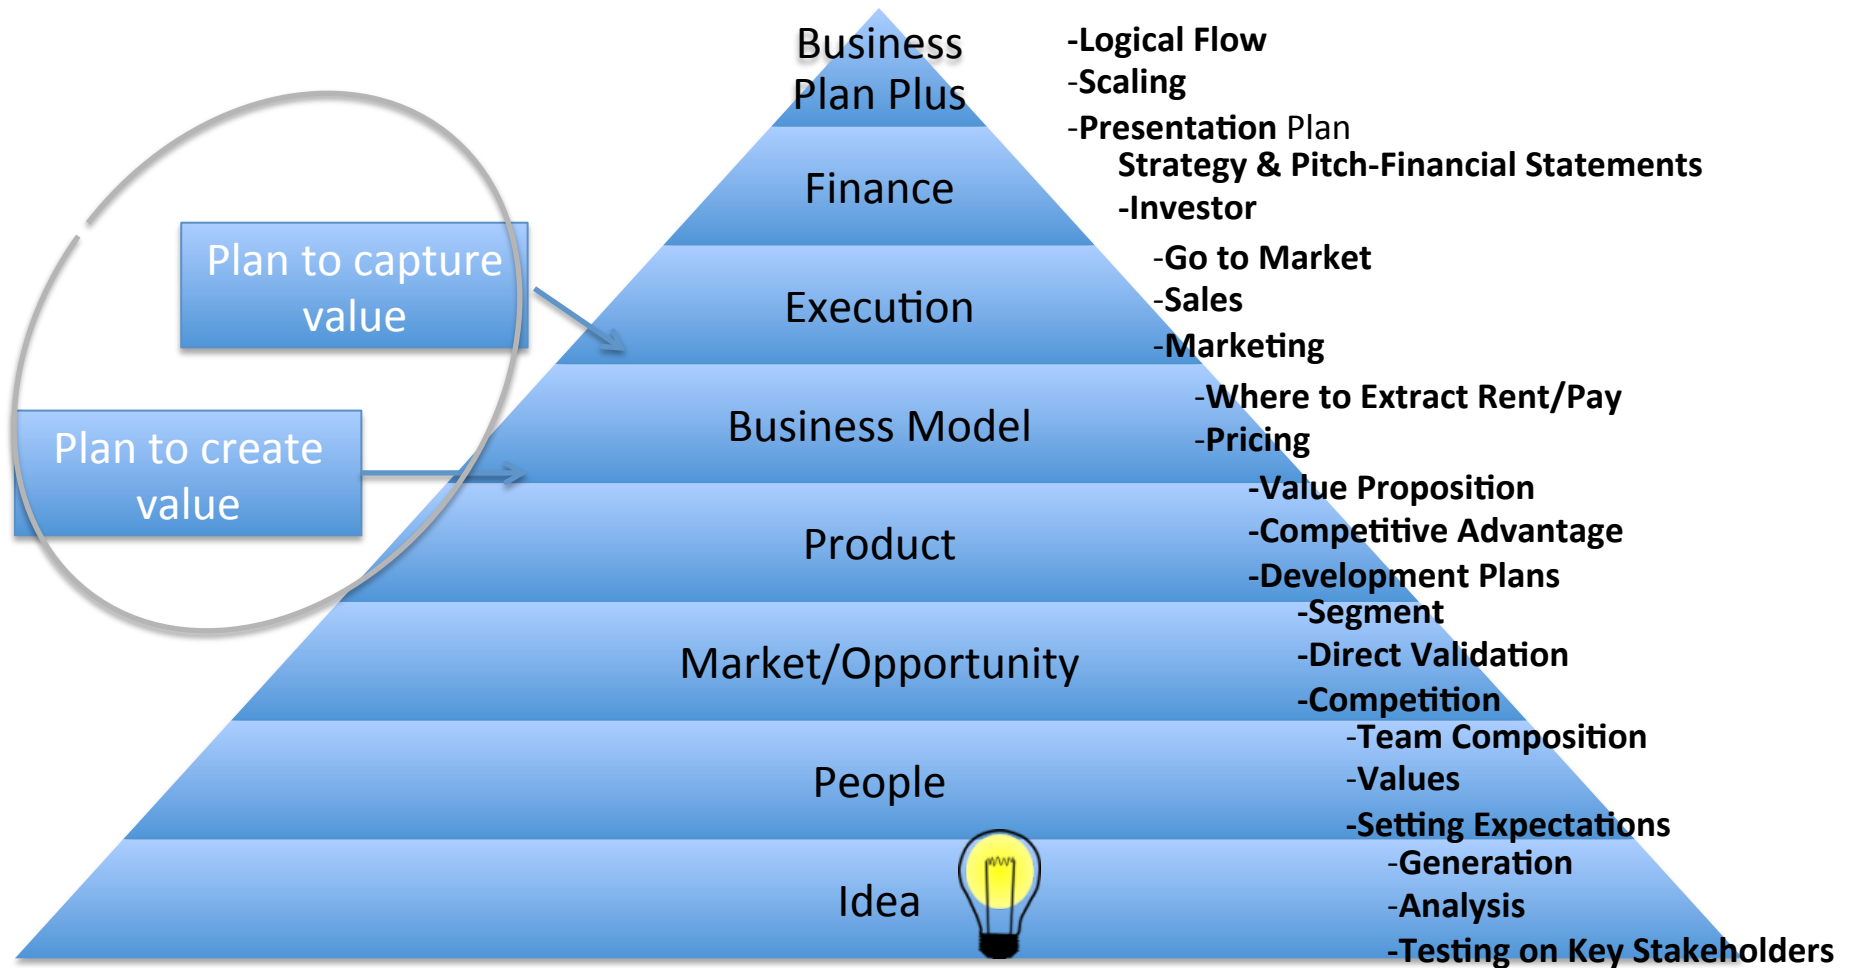 Business
Plan Plus
-Logical Flow
-Scaling
-Presentation Plan
Strategy & Pitch-Financial Statements
-Investor
Finance
Plan to capture
value
Execution
-Go to Market
-Sales
-Marketing
Plan to create
value
Business Model
-Where to Extract Rent/Pay
-Pricing
Product
-Value Proposition
-Competitive Advantage
-Development Plans
Market/Opportunity
-Segment
-Direct Validation
-Competition
People
-Team Composition
-Values
-Setting Expectations
Idea
-Generation
-Analysis
-Testing on Key Stakeholders